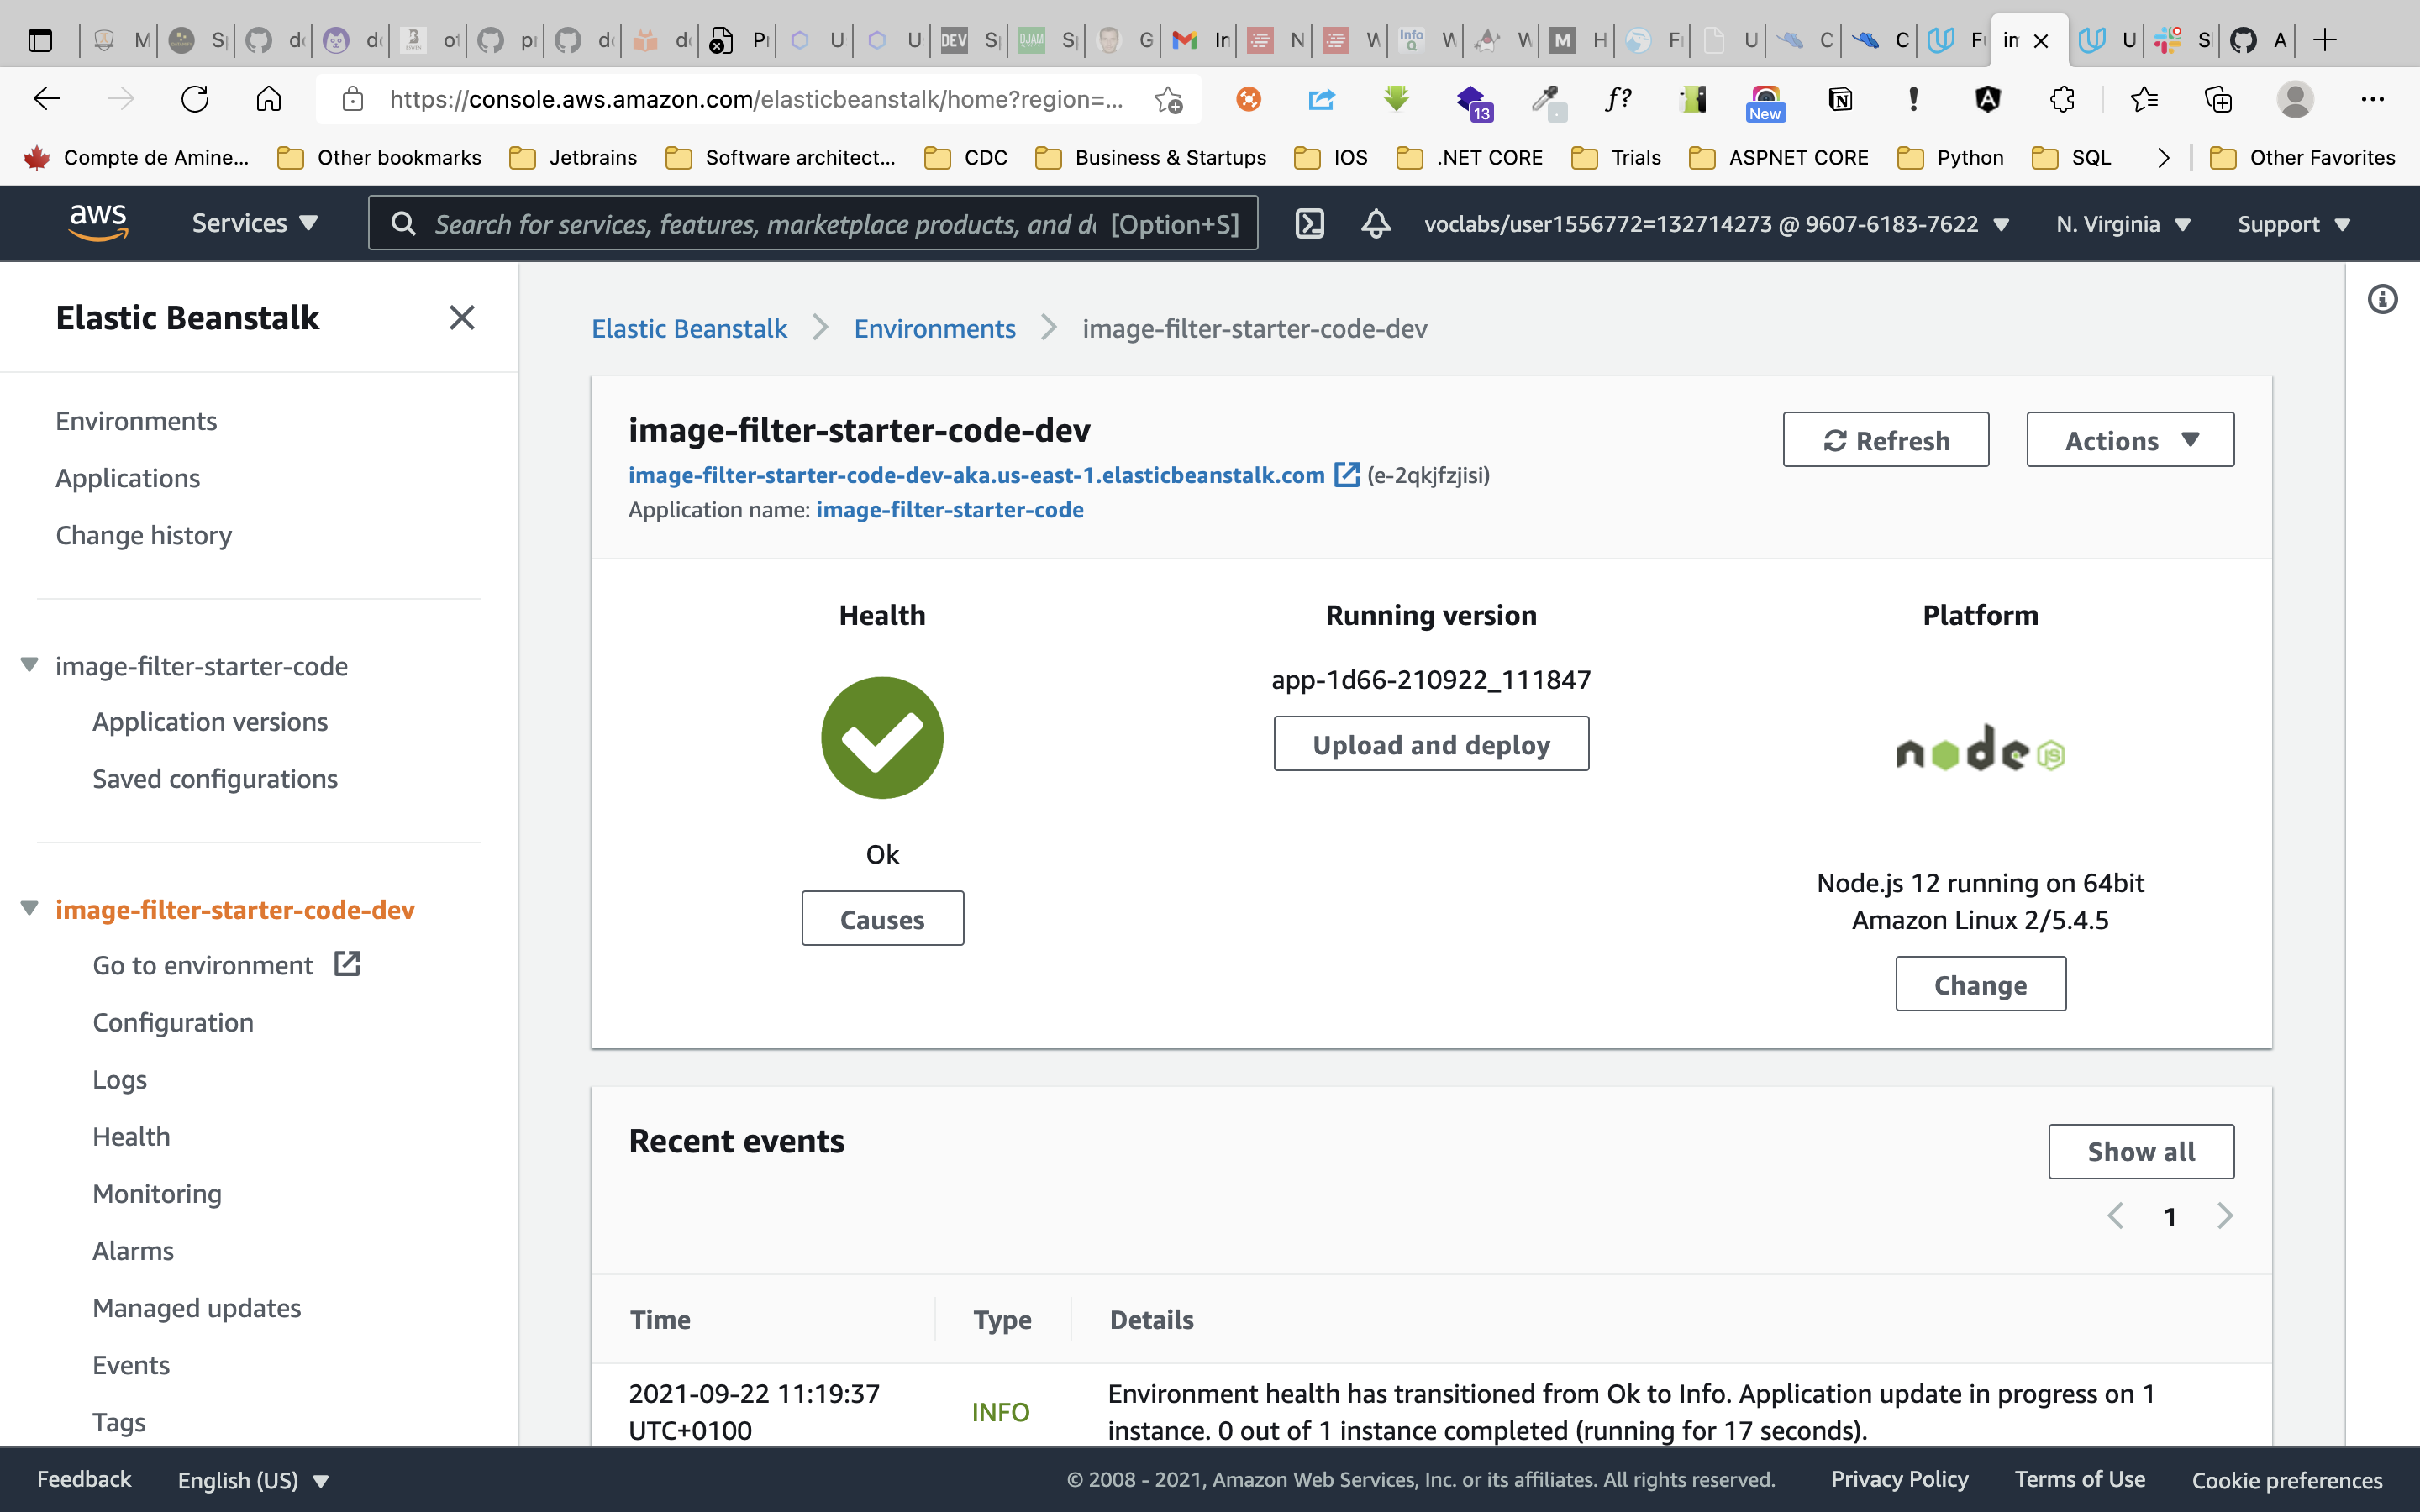 https://console.aws.amazon.com/elasticbeanstalk/home?region=...
13
f?
New
Compte de Amine...
Other bookmarks
Jetbrains
Software architect...
CDC
Business & Startups
IOS
.NET CORE
Trials
ASPNET CORE
Python
SQL
Other Favorites
aws
Services
Search for services, features, marketplace products, and d
[Option+S]
voclabs/user1556772=132714273 @ 9607-6183-7622
N. Virginia
Support
Elastic Beanstalk
Environments
Applications
Change history
image-filter-starter-code
Application versions
Saved configurations
image-filter-starter-code-dev
Go to environment
Configuration
Logs
Health
Monitoring
Alarms
Managed updates
Events
Tags
Elastic Beanstalk
Environments
image-filter-starter-code-dev
image-filter-starter-code-dev
image-filter-starter-code-dev-aka.us-east-1.elasticbeanstalk.com (e-2qkjfzjisi)
Application name: image-filter-starter-code
Refresh
Actions
Health
Ok
Causes
Running version
app-1d66-210922_111847
Upload and deploy
Platform
node JS
Node.js 12 running on 64bit
Amazon Linux 2/5.4.5
Change
Recent events
Show all
1
Time
Type
Details
2021-09-22 11:19:37
UTC+0100
INFO
Environment health has transitioned from Ok to Info. Application update in progress on 1
instance. 0 out of 1 instance completed (running for 17 seconds).
Feedback
English (US)
© 2008 - 2021, Amazon Web Services, Inc. or its affiliates. All rights reserved.
Privacy Policy
Terms of Use
Cookie preferences